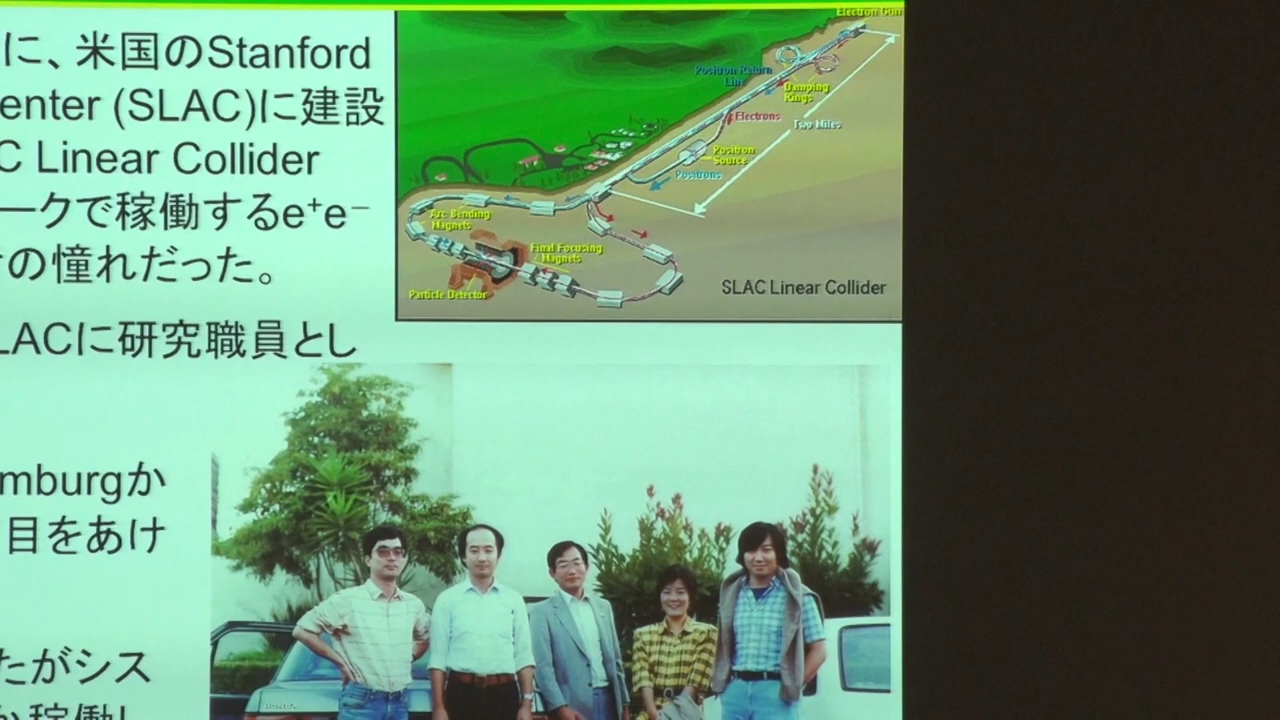 に、米国のStanford
enter (SLAC)に建設
C Linear Collider
ークで稼働するe⁺e⁻
の憧れだった。
LACに研究職員とし
mburgか
目をあけ
たがシス
稼働し
Electron Gun
Positron Return
Line
Damping
Rings
Electrons
Two Miles
Positron
Source
Positrons
Arc Bending
Magnets
Final Focusing
Magnets
Particle Detector
SLAC Linear Collider
HONDA